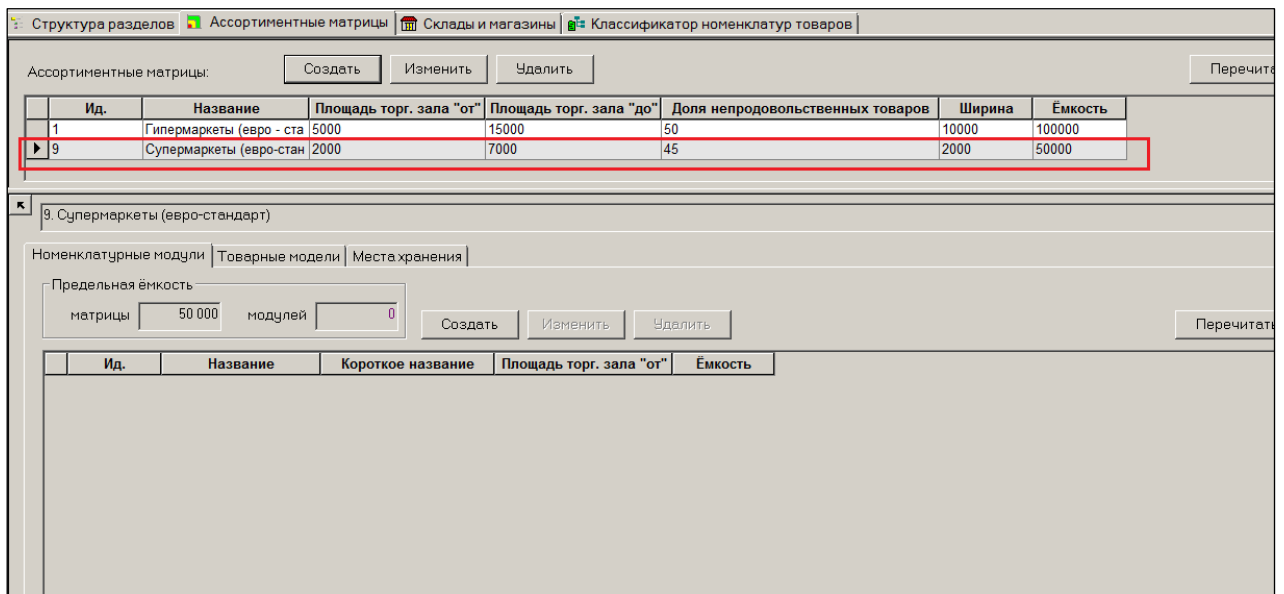 Структура разделов Ассортиментные матрицы Склады и магазины Классификатор номенклатур товаров
Ассортиментные матрицы: Создать Изменить Удалить Перечита
Ид. Название Площадь торг. зала "от" Площадь торг. зала "до" Доля непродовольственных товаров Ширина Ёмкость
1 Гипермаркеты (евро - ста 5000 15000 50 10000 100000
9 Супермаркеты (евро-стан 2000 7000 45 2000 50000
9. Супермаркеты (евро-стандарт)
Номенклатурные модули Товарные модели Места хранения
Предельная ёмкость
матрицы 50 000 модулей 0 Создать Изменить Удалить Перечитать
Ид. Название Короткое название Площадь торг. зала "от" Ёмкость